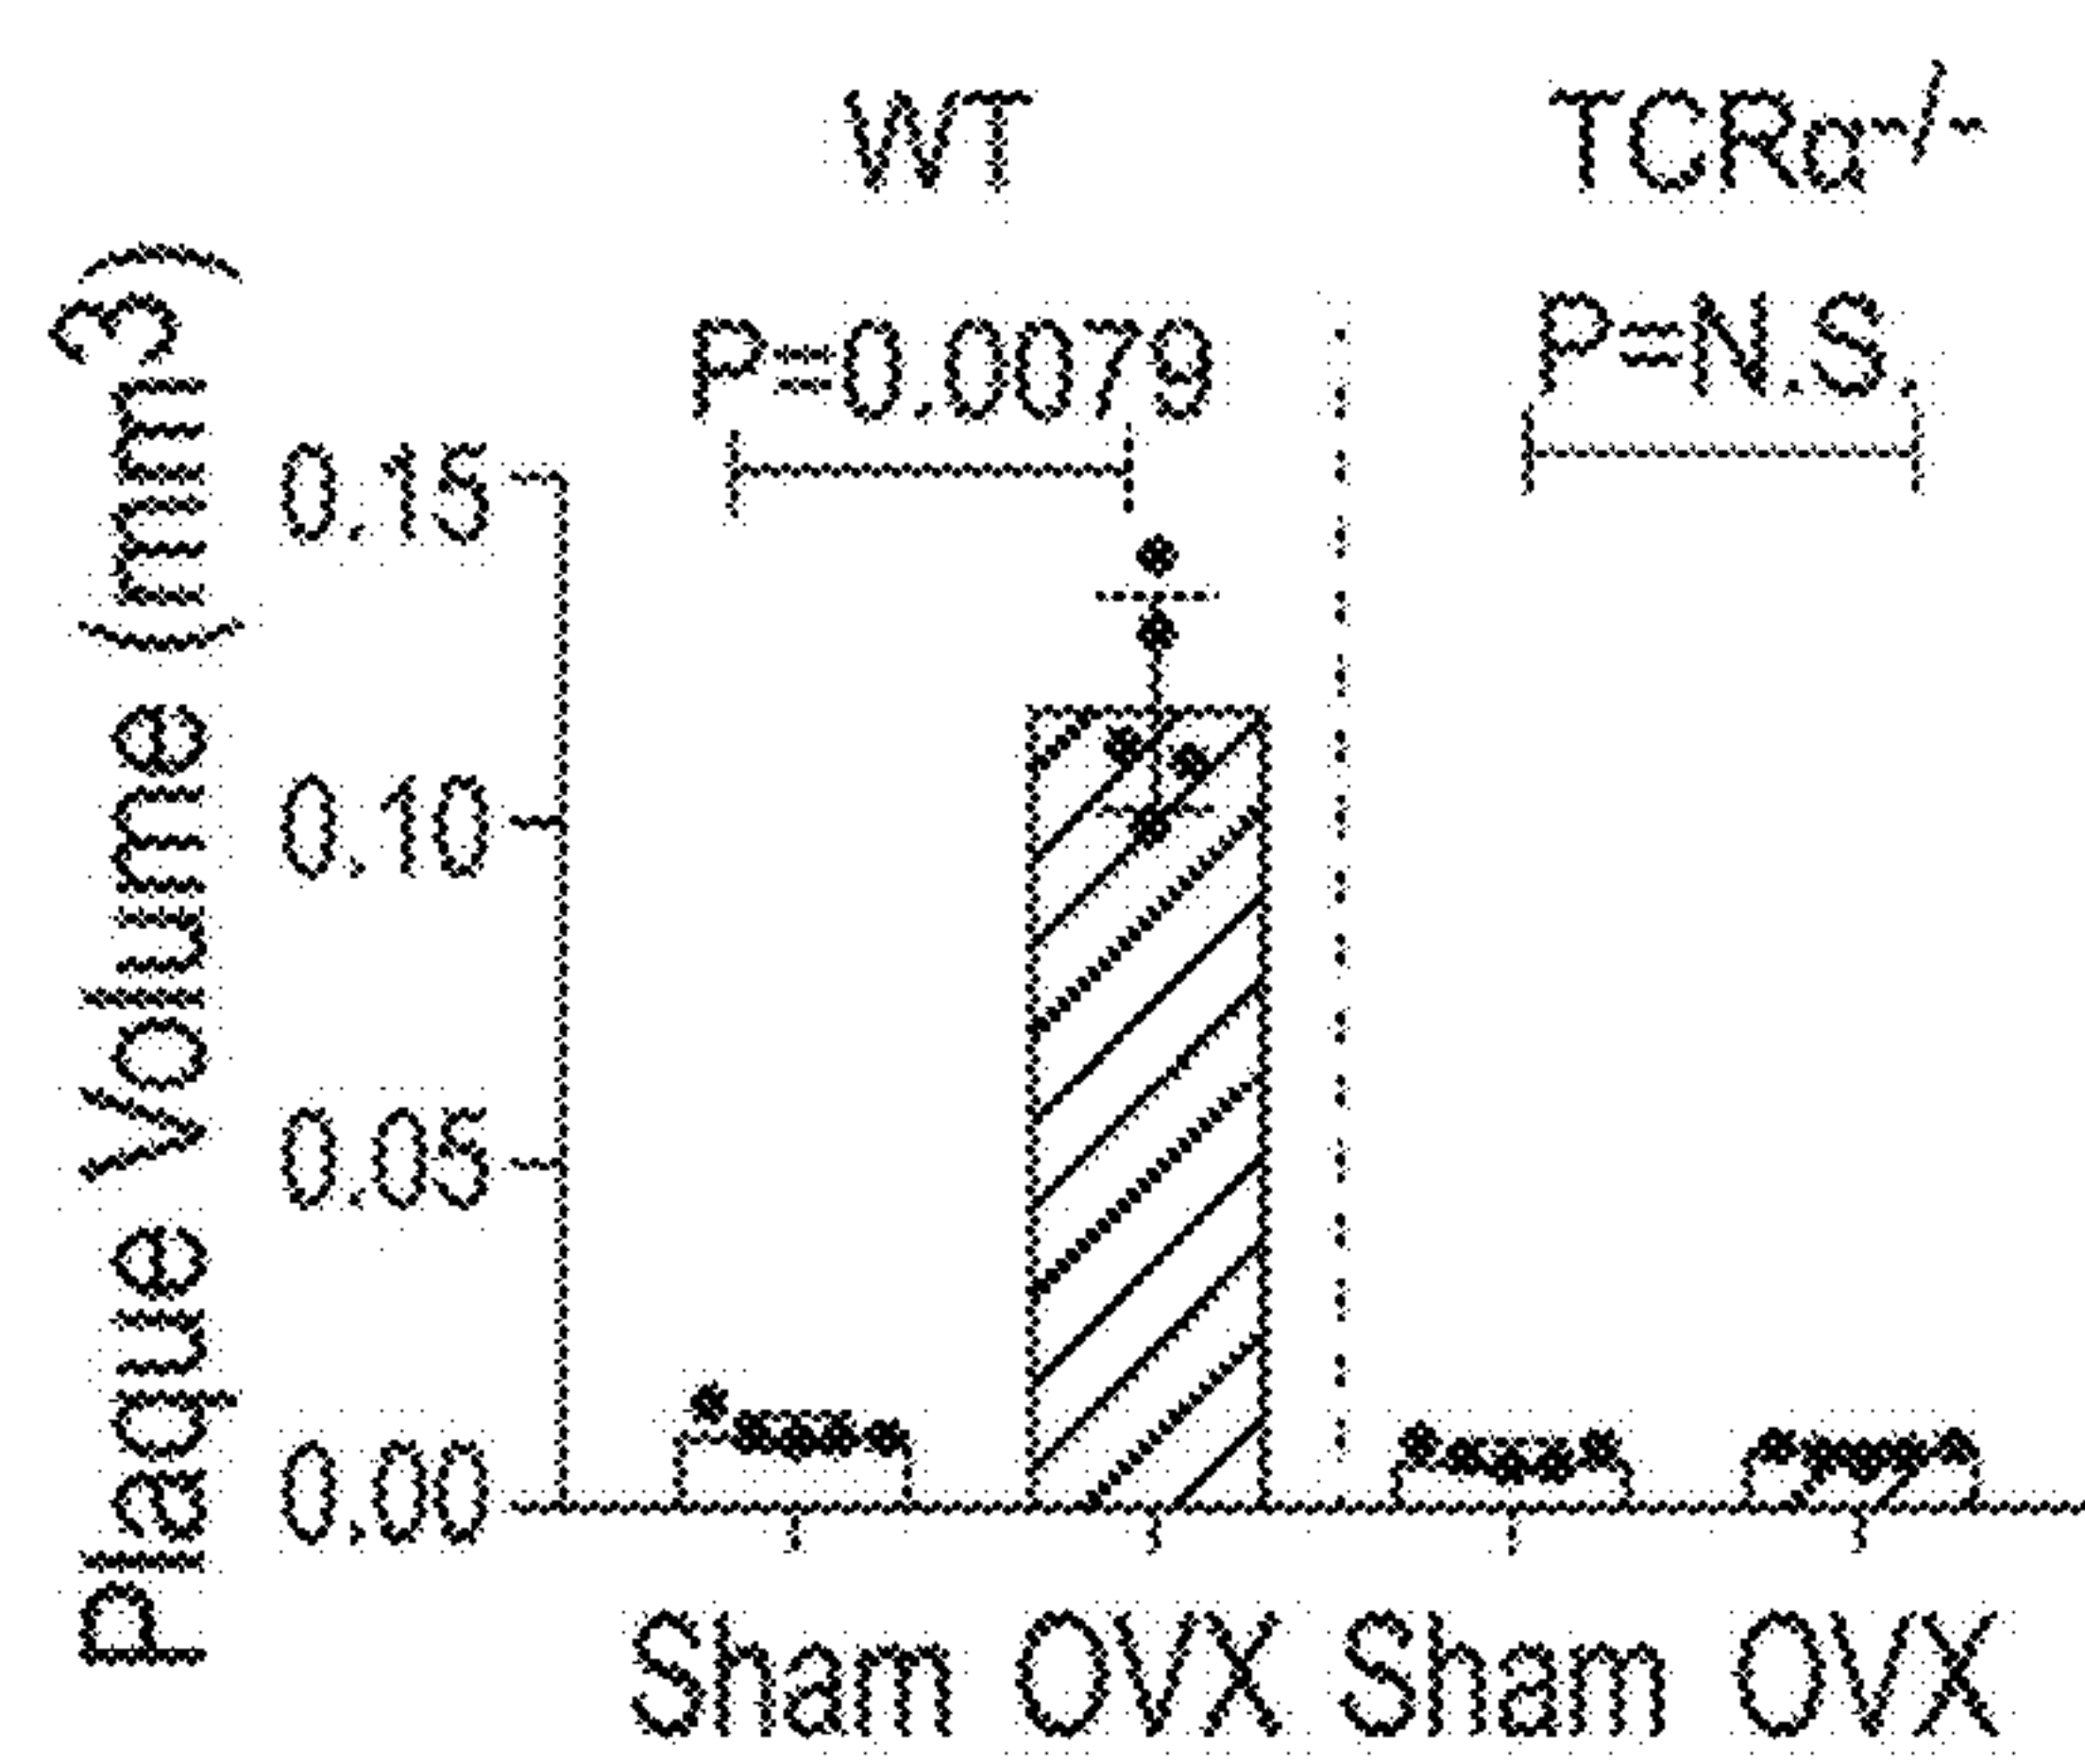 WT TCRα-/-
P=0.0079 P=N.S.
Plaque Volume (mm3)
0.15
0.10
0.05
0.00
Sham OVX Sham OVX